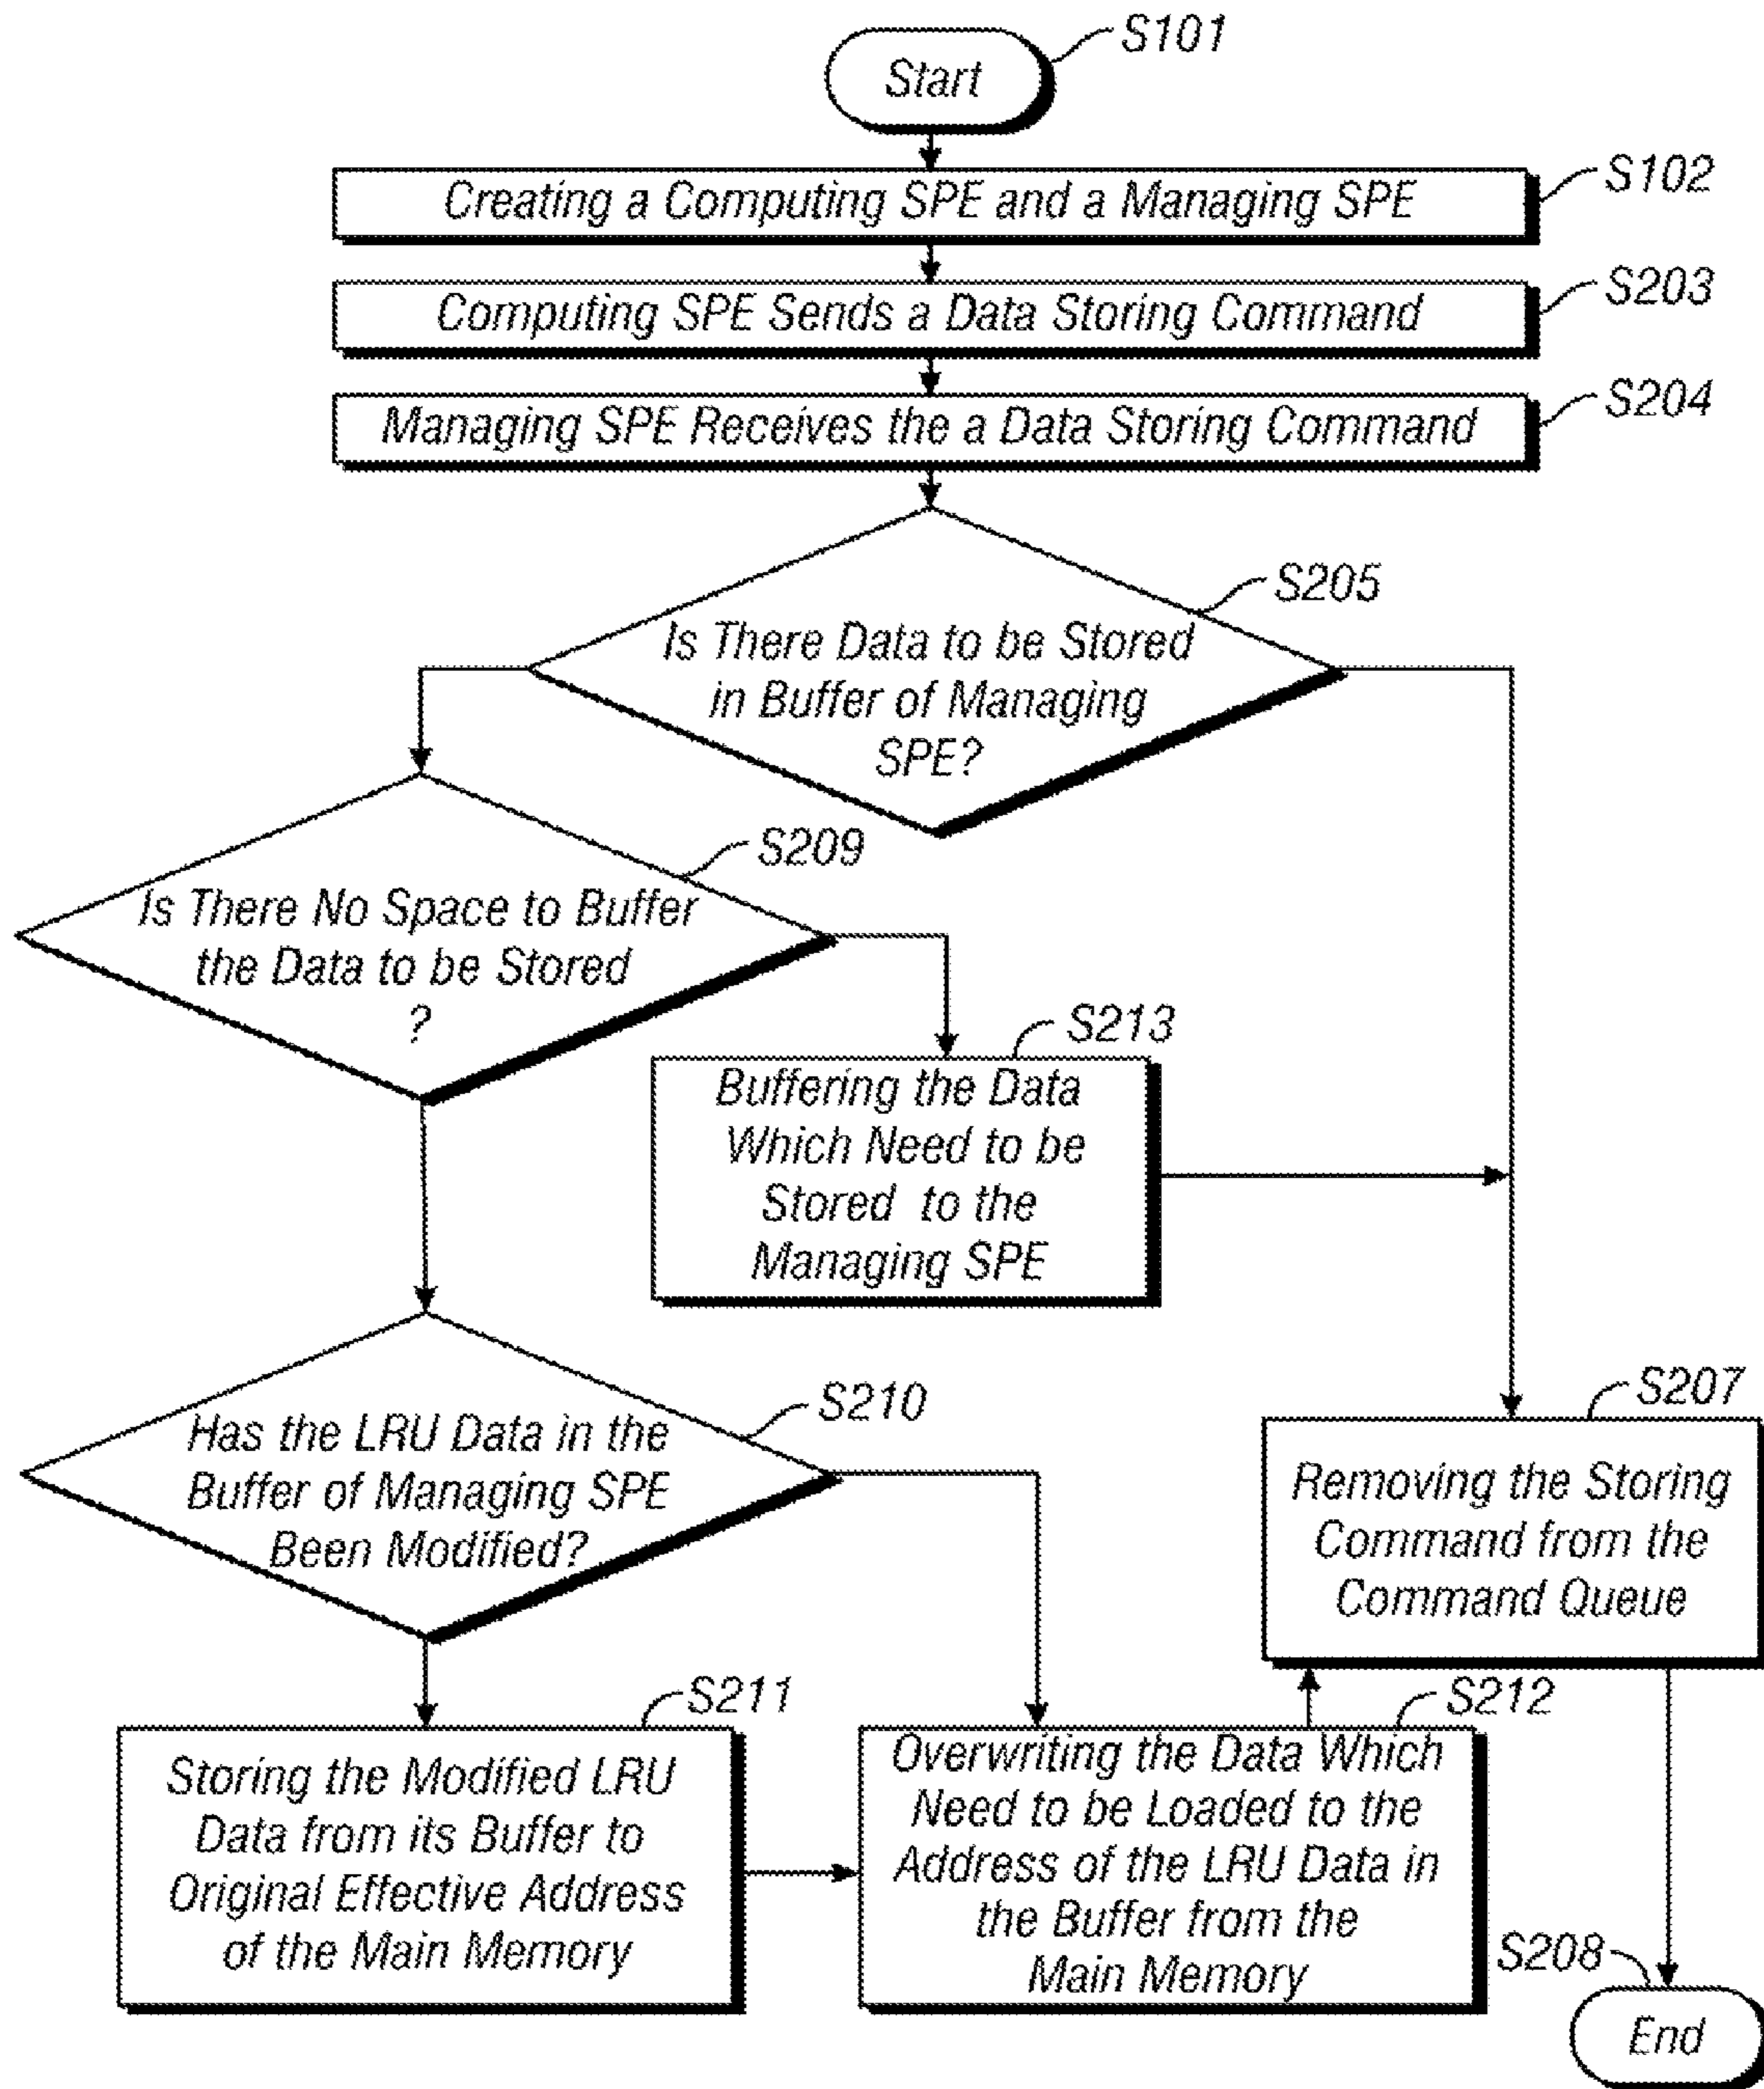 S101
Start
S102
Creating a Computing SPE and a Managing SPE
S203
Computing SPE Sends a Data Storing Command
S204
Managing SPE Receives the a Data Storing Command
S205
Is There Data to be Stored
in Buffer of Managing
SPE?
S209
Is There No Space to Buffer
the Data to be Stored
?
S213
Buffering the Data
Which Need to be
Stored to the
Managing SPE
S210
Has the LRU Data in the
Buffer of Managing SPE
Been Modified?
S207
Removing the Storing
Command from the
Command Queue
S211
Storing the Modified LRU
Data from its Buffer to
Original Effective Address
of the Main Memory
S212
Overwriting the Data Which
Need to be Loaded to the
Address of the LRU Data in
the Buffer from the
Main Memory
S208
End